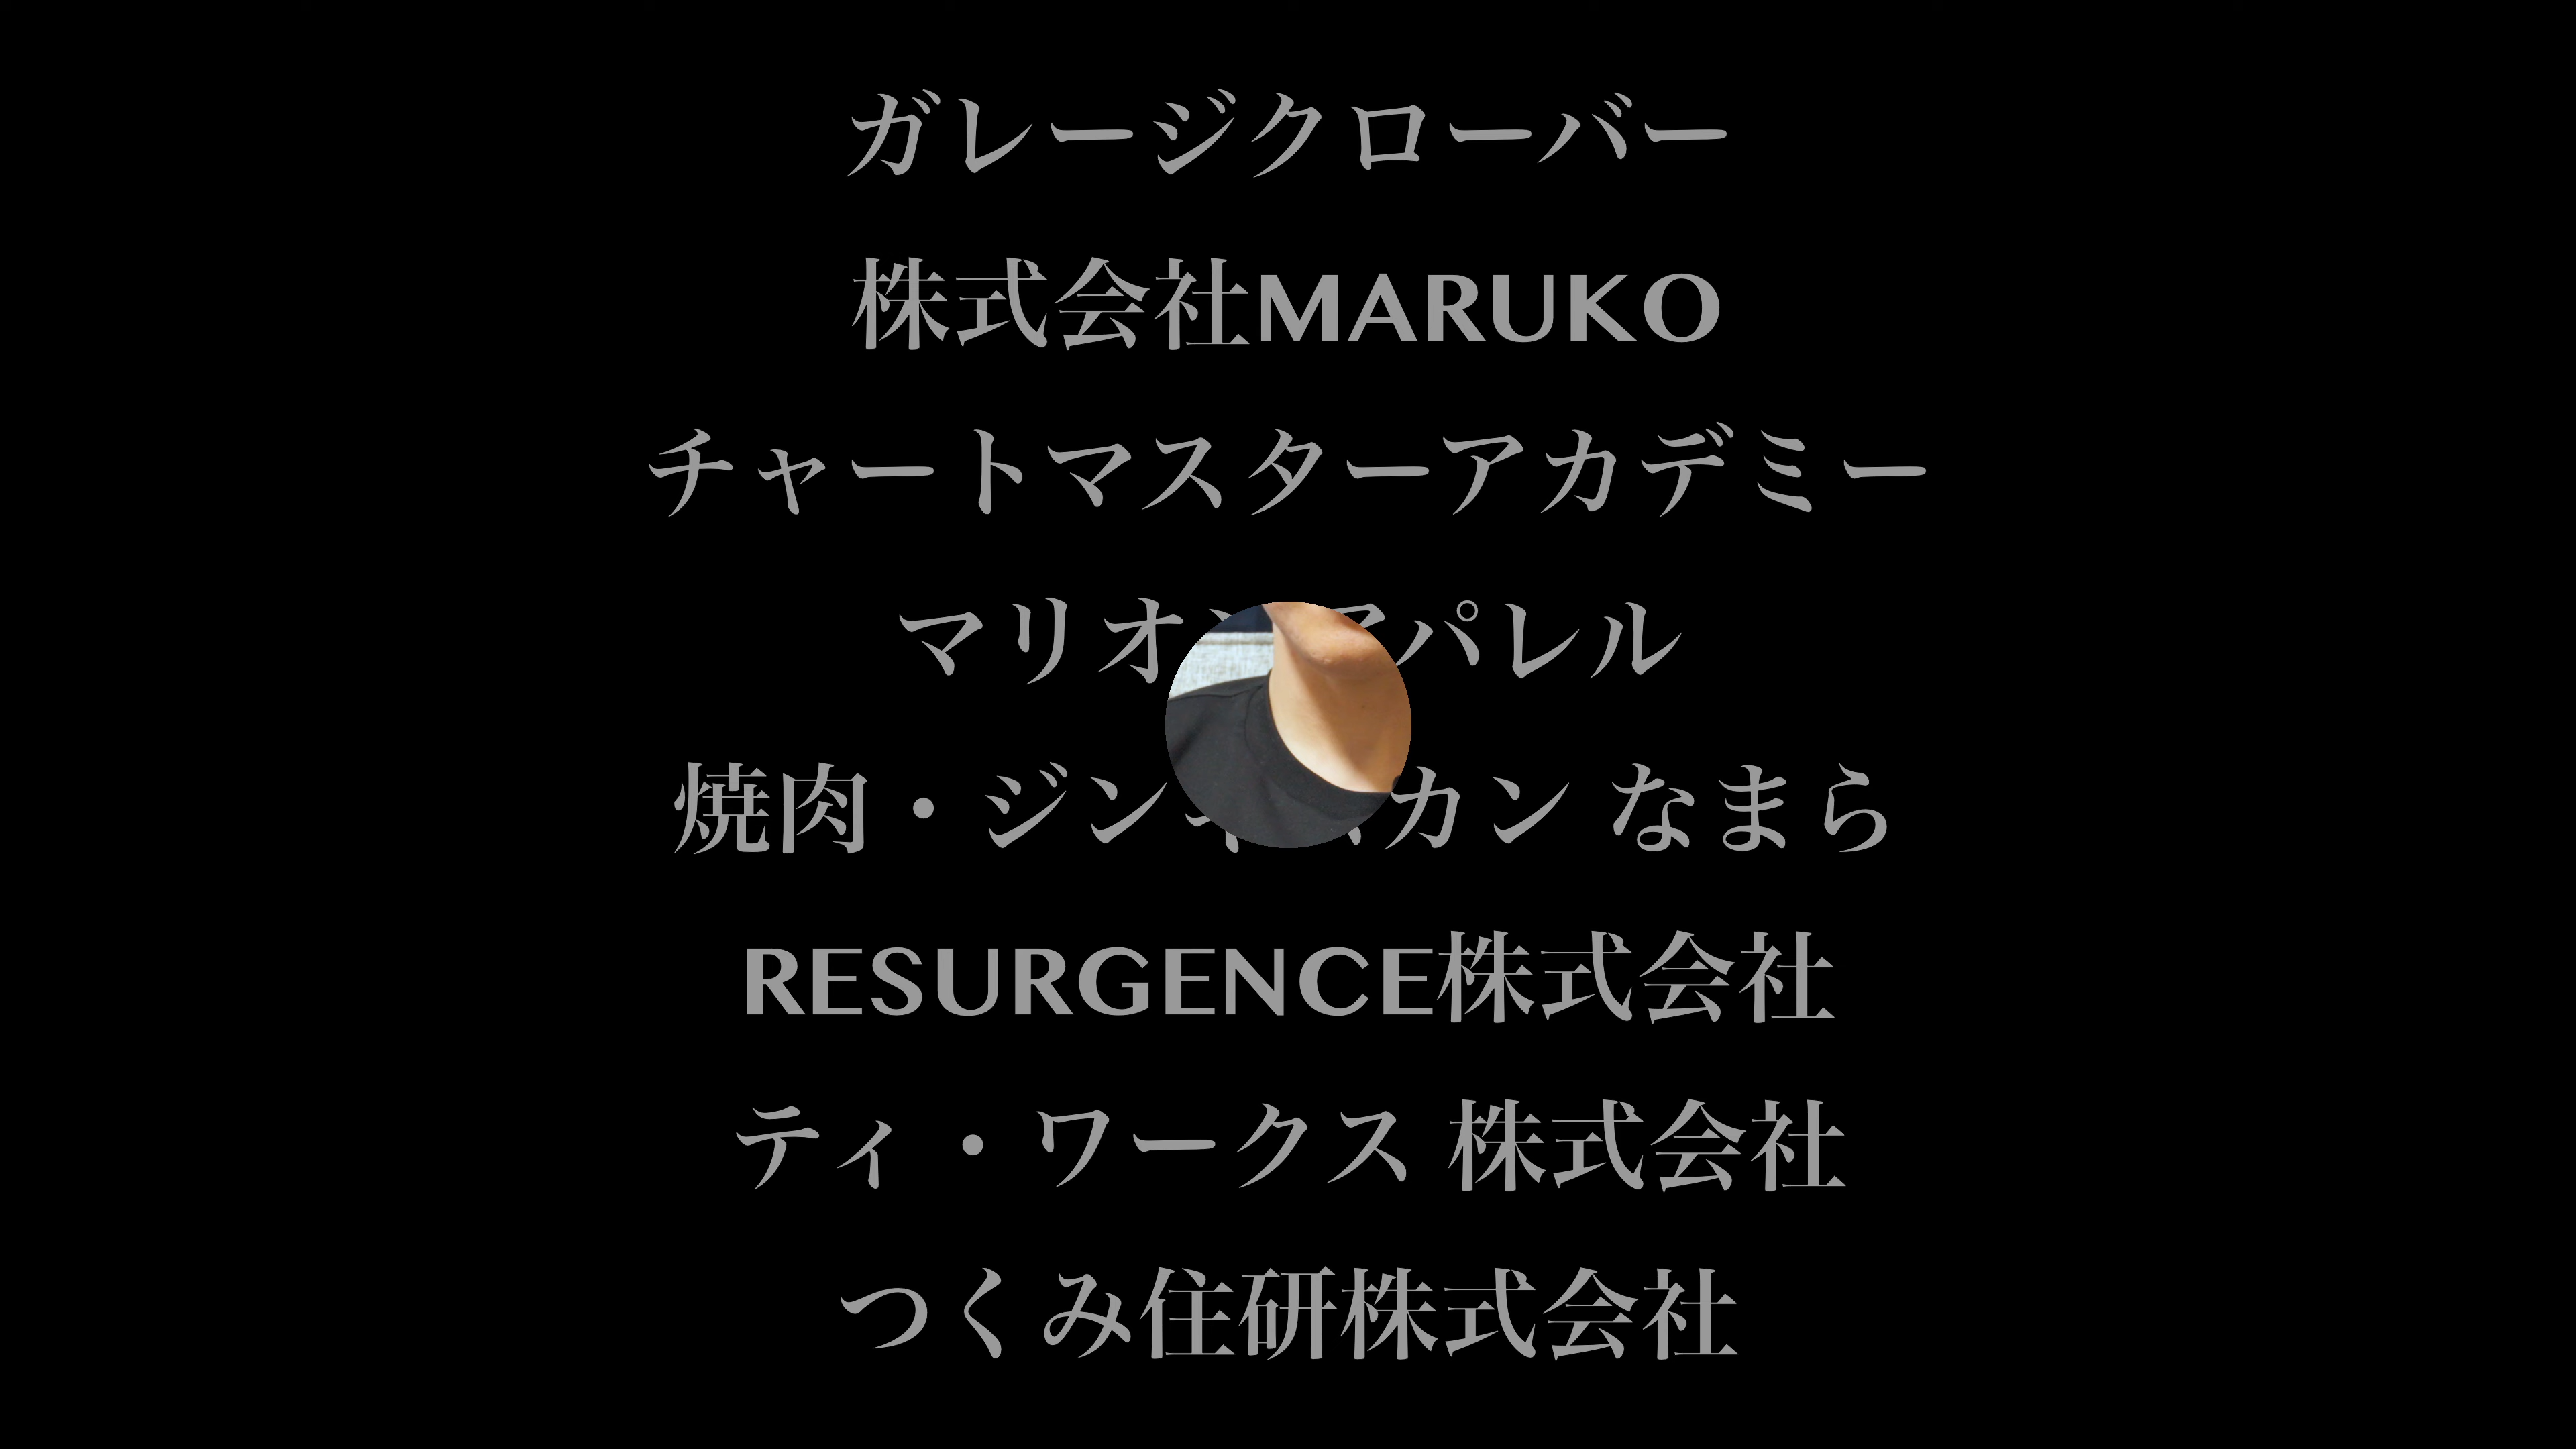 ガレージクローバー
株式会社MARUKO
チャートマスターアカデミー
マリオ アパレル
焼肉・ジン カン なまら
RESURGENCE株式会社
ティ・ワークス 株式会社
つくみ住研株式会社